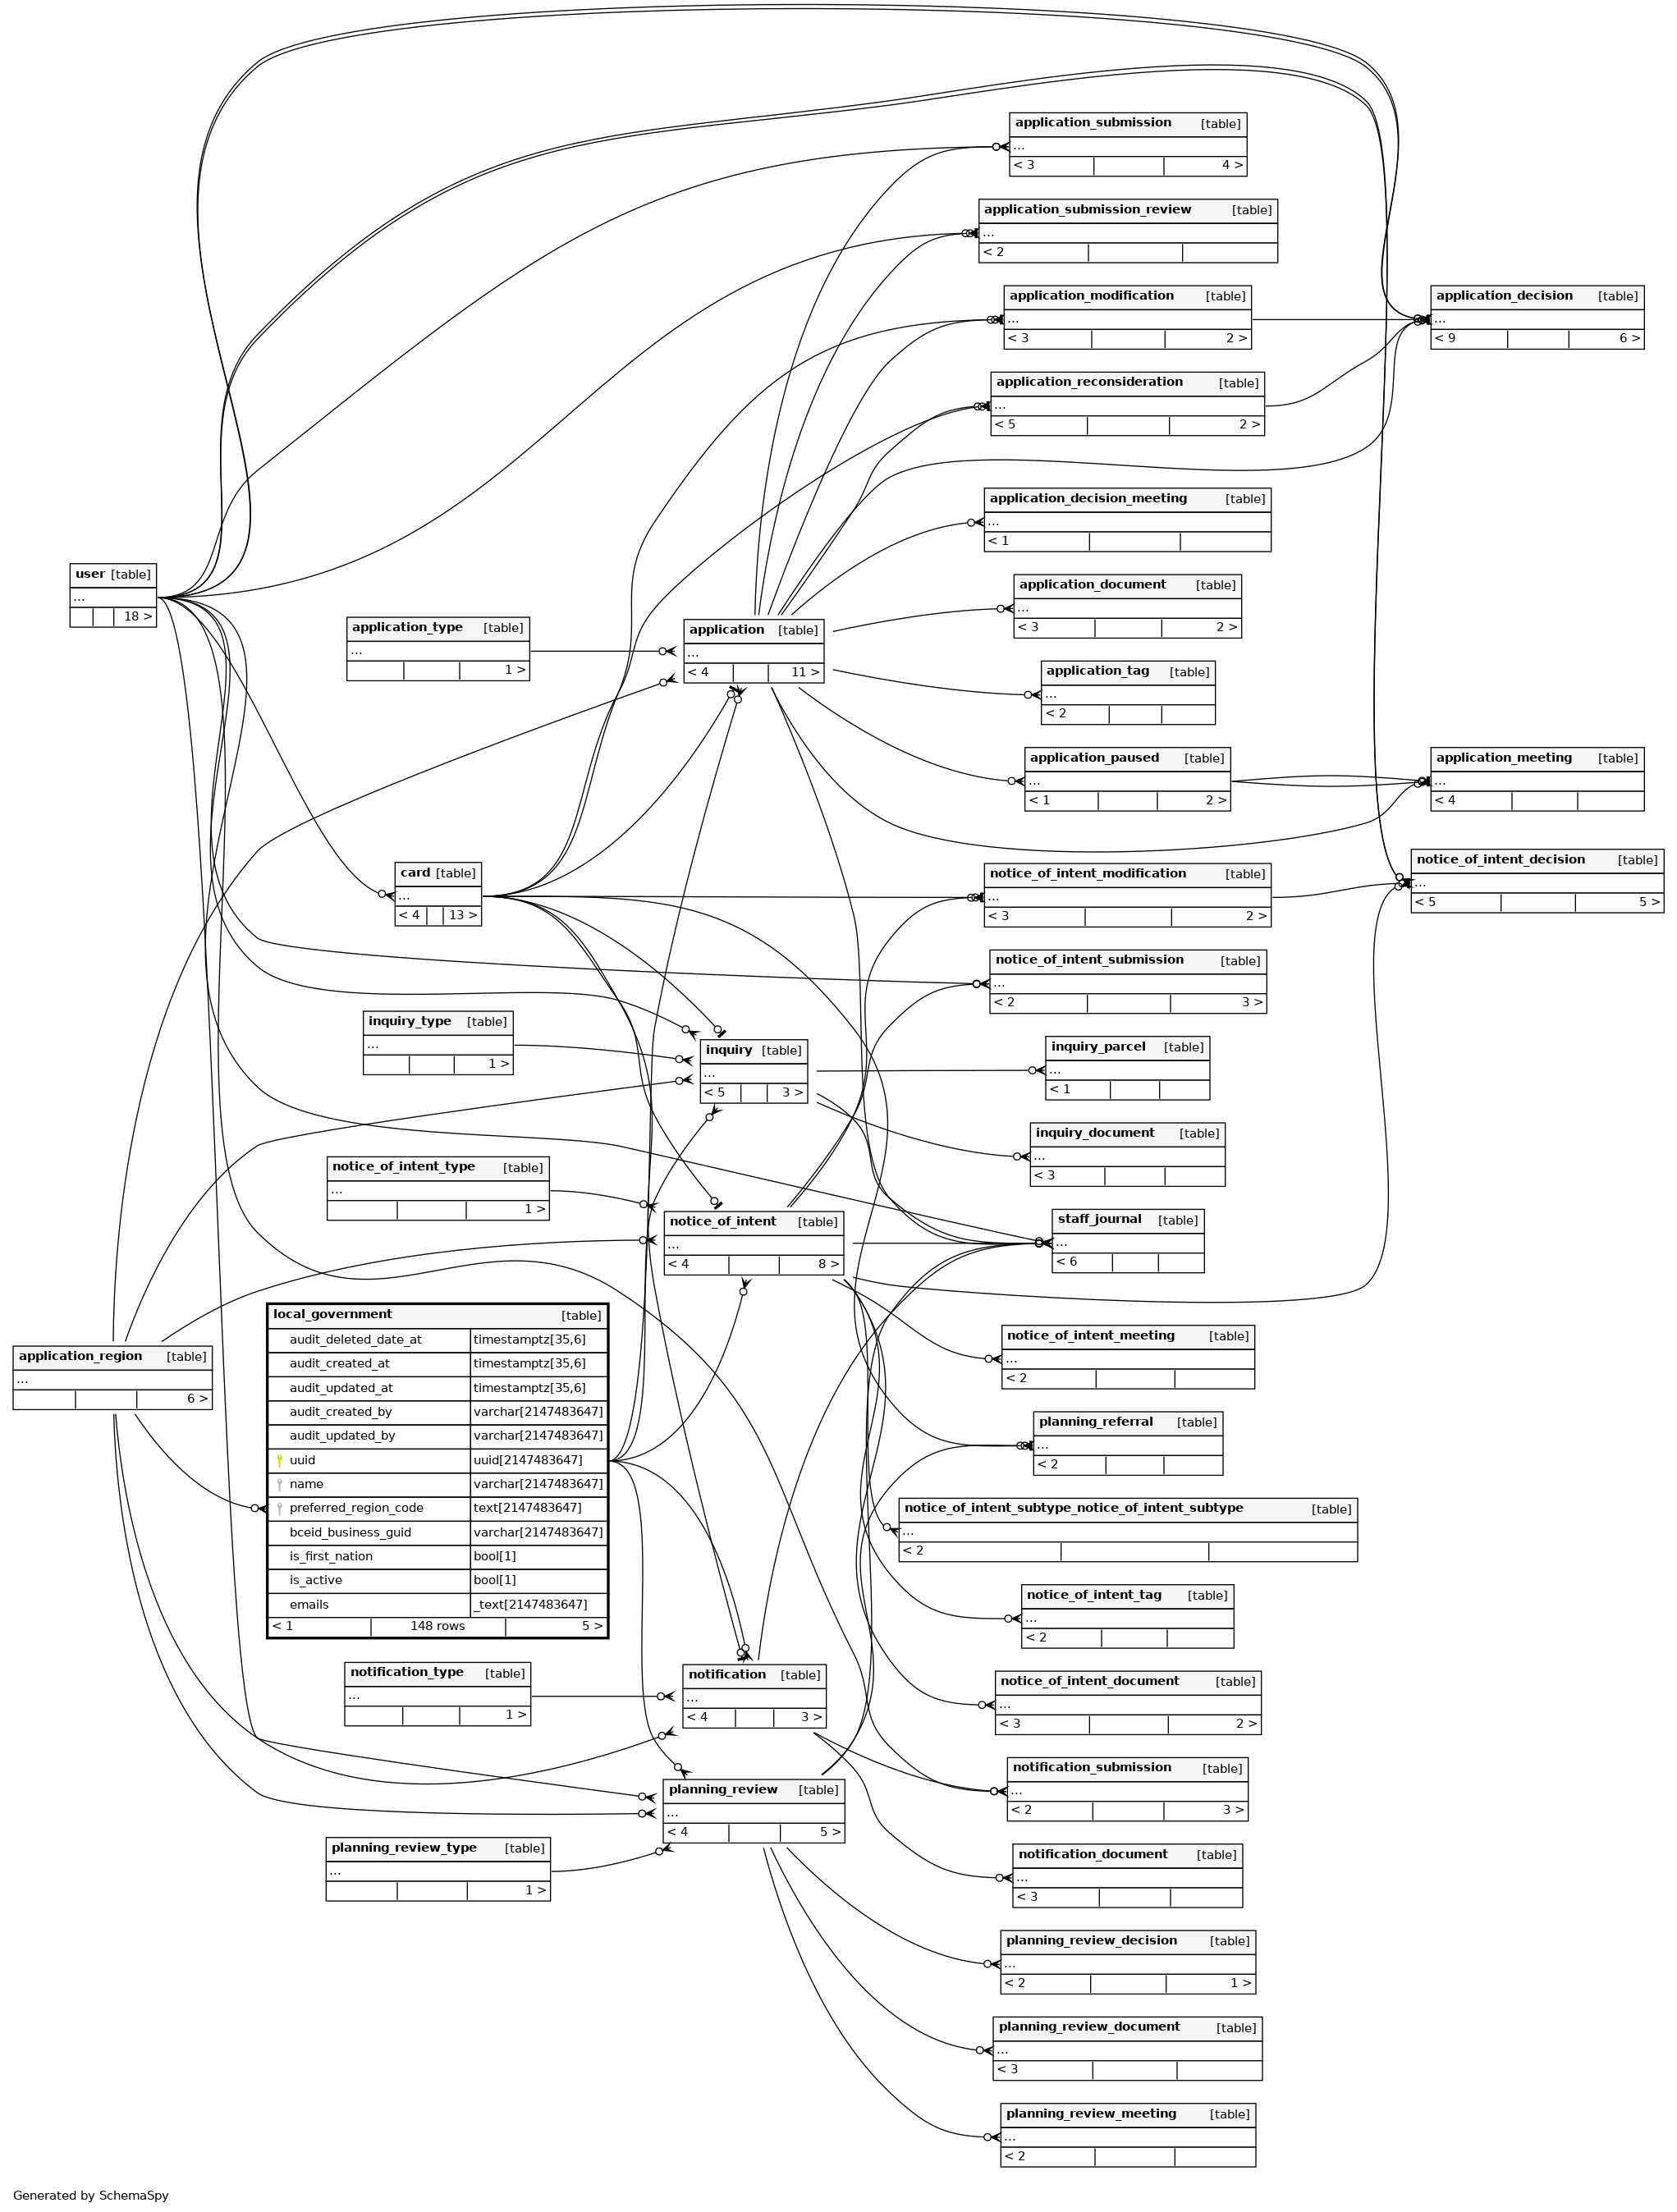 application_submission [table]
...
< 3 4 >
application_submission_review [table]
...
< 2
application_modification [table]
...
< 3 2 >
application_decision [table]
...
< 9 6 >
application_reconsideration [table]
...
< 5 2 >
application_decision_meeting [table]
...
< 1
user [table]
...
18 >
application_document [table]
...
< 3 2 >
application_type [table]
...
1 >
application [table]
...
< 4 11 >
application_tag [table]
...
< 2
application_paused [table]
...
< 1 2 >
application_meeting [table]
...
< 4
card [table]
...
< 4 13 >
notice_of_intent_modification [table]
...
< 3 2 >
notice_of_intent_decision [table]
...
< 5 5 >
notice_of_intent_submission [table]
...
< 2 3 >
inquiry_type [table]
...
1 >
inquiry [table]
...
< 5 3 >
inquiry_parcel [table]
...
< 1
inquiry_document [table]
...
< 3
notice_of_intent_type [table]
...
1 >
notice_of_intent [table]
...
< 4 8 >
staff_journal [table]
...
< 6
local_government [table]
audit_deleted_date_at timestamptz[35,6]
audit_created_at timestamptz[35,6]
audit_updated_at timestamptz[35,6]
audit_created_by varchar[2147483647]
audit_updated_by varchar[2147483647]
uuid uuid[2147483647]
name varchar[2147483647]
preferred_region_code text[2147483647]
bceid_business_guid varchar[2147483647]
is_first_nation bool[1]
is_active bool[1]
emails _text[2147483647]
< 1 148 rows 5 >
application_region [table]
...
6 >
notice_of_intent_meeting [table]
...
< 2
planning_referral [table]
...
< 2
notice_of_intent_subtype_notice_of_intent_subtype [table]
...
< 2
notice_of_intent_tag [table]
...
< 2
notification_type [table]
...
1 >
notification [table]
...
< 4 3 >
notice_of_intent_document [table]
...
< 3 2 >
notification_submission [table]
...
< 2 3 >
planning_review [table]
...
< 4 5 >
planning_review_type [table]
...
1 >
notification_document [table]
...
< 3
planning_review_decision [table]
...
< 2 1 >
planning_review_document [table]
...
< 3
planning_review_meeting [table]
...
< 2
Generated by SchemaSpy